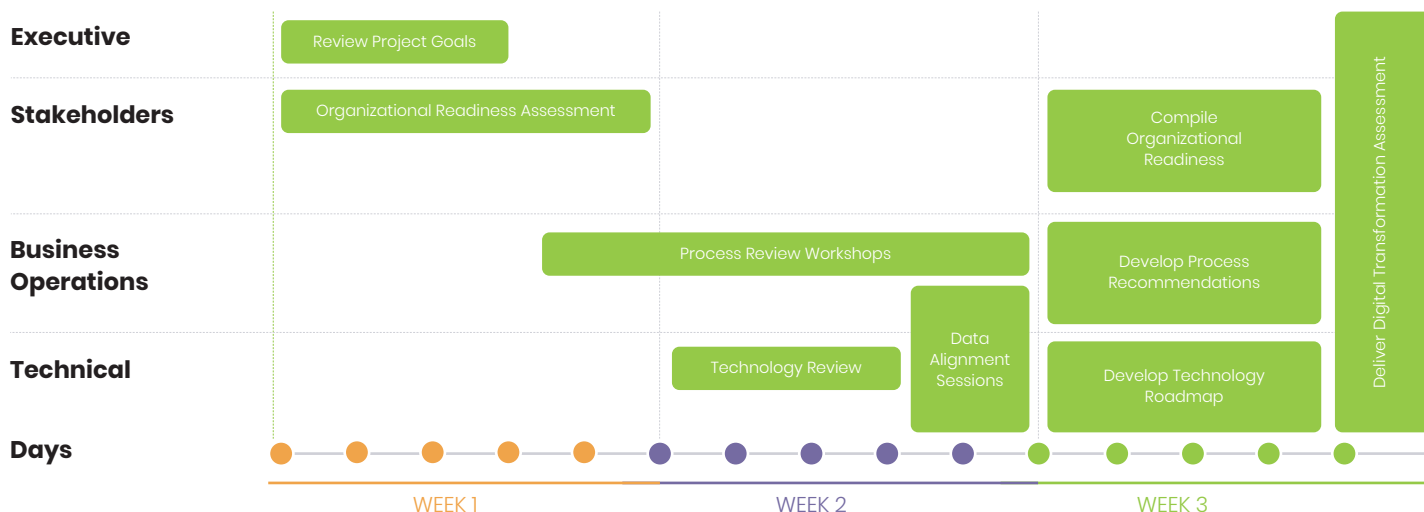 Executive
Review Project Goals
Stakeholders
Organizational Readiness Assessment
Compile
Organizational
Readiness
Business
Operations
Process Review Workshops
Develop Process
Recommendations
Technical
Technology Review
Data
Alignment
Sessions
Develop Technology
Roadmap
Deliver Digital Transformation Assessment
Days
WEEK 1
WEEK 2
WEEK 3